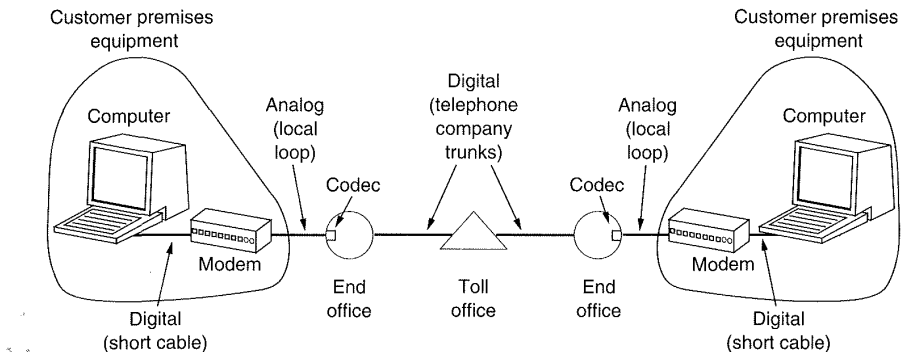 Customer premises
equipment
Computer
Analog
(local
loop)
Codec
Digital
(telephone
company
trunks)
Codec
Analog
(local
loop)
Customer premises
equipment
Computer
Modem
End
office
Toll
office
End
office
Modem
Digital
(short cable)
Digital
(short cable)